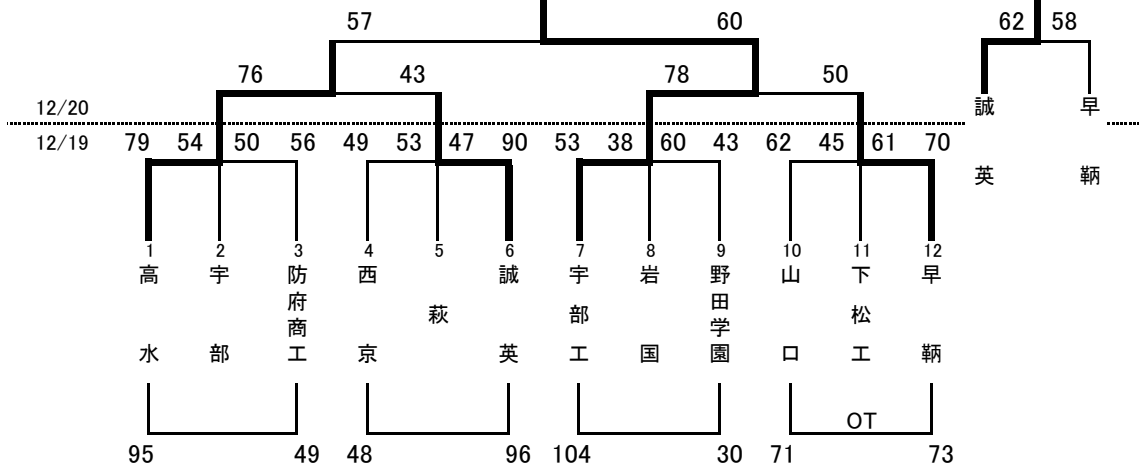 57 60 62 58
76 43 78 50
12/20
誠英 早鞆
12/19 79 54 50 56 49 53 47 90 53 38 60 43 62 45 61 70
1 2 3 4 5 6 7 8 9 10 11 12
高水 宇部 防府商工 西京 萩 誠英 宇部工 岩国 野田学園 山口 下松工 早鞆
OT
95 49 48 96 104 30 71 73